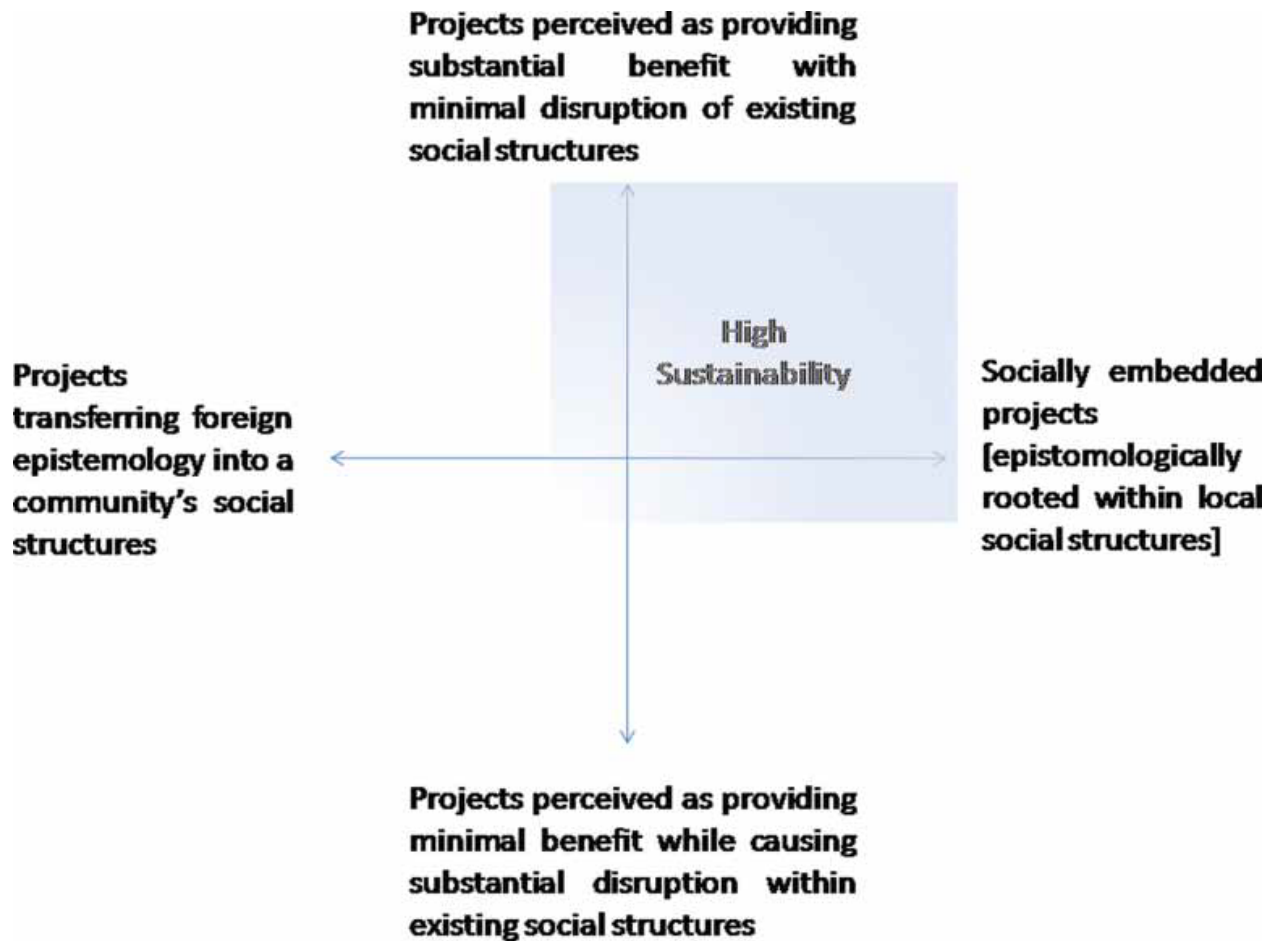 Projects perceived as providing
substantial benefit with
minimal disruption of existing
social structures
High
Sustainability
Projects
transferring foreign
epistemology into a
community's social
structures
Socially embedded
projects
[epistomologically
rooted within local
social structures]
Projects perceived as providing
minimal benefit while causing
substantial disruption within
existing social structures